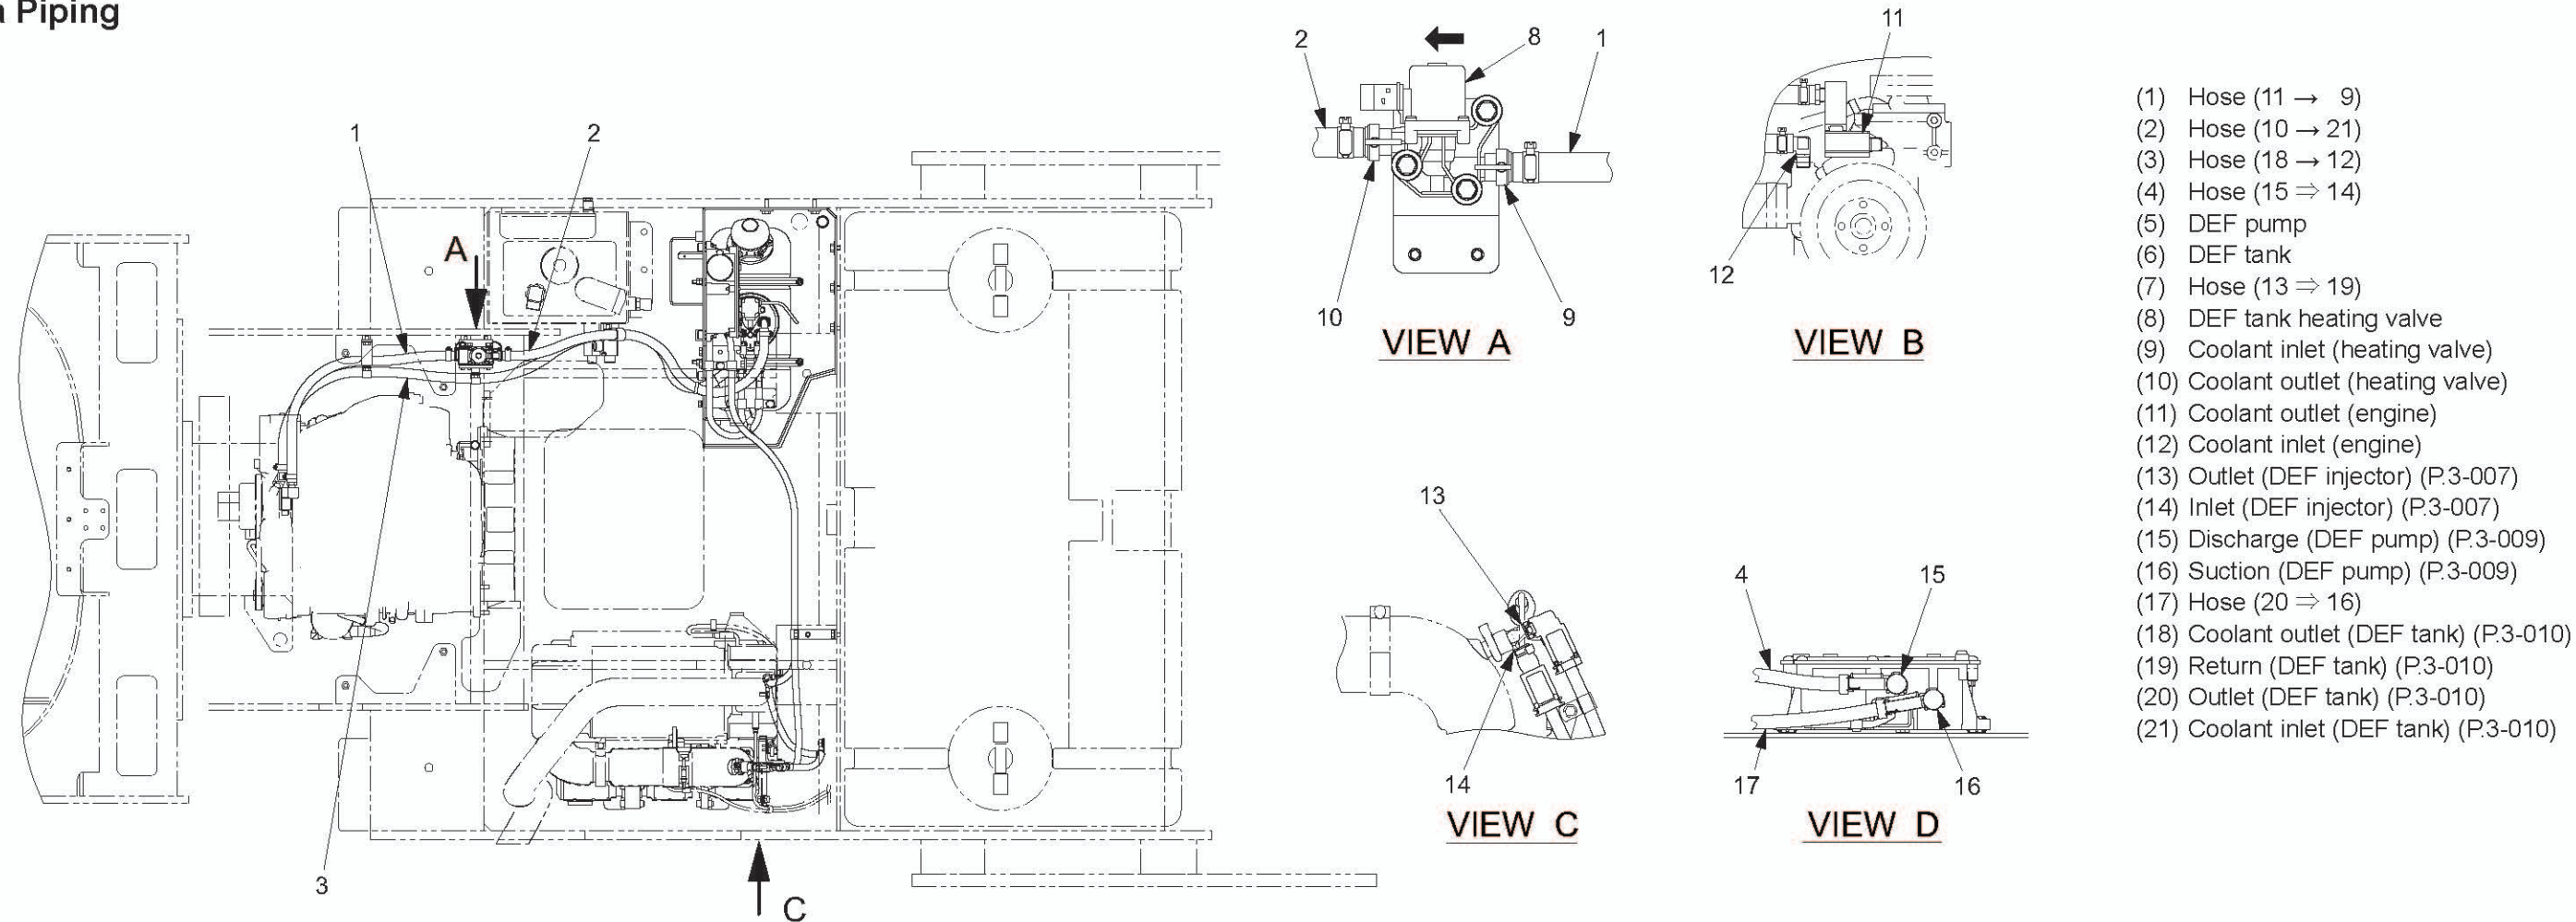 a Piping
1
2
A
3
C
2
8
1
10
9
VIEW A
11
12
VIEW B
13
14
VIEW C
4
15
17
16
VIEW D
(1) Hose (11 → 9)
(2) Hose (10 → 21)
(3) Hose (18 → 12)
(4) Hose (15 ⇒ 14)
(5) DEF pump
(6) DEF tank
(7) Hose (13 ⇒ 19)
(8) DEF tank heating valve
(9) Coolant inlet (heating valve)
(10) Coolant outlet (heating valve)
(11) Coolant outlet (engine)
(12) Coolant inlet (engine)
(13) Outlet (DEF injector) (P.3-007)
(14) Inlet (DEF injector) (P.3-007)
(15) Discharge (DEF pump) (P.3-009)
(16) Suction (DEF pump) (P.3-009)
(17) Hose (20 ⇒ 16)
(18) Coolant outlet (DEF tank) (P.3-010)
(19) Return (DEF tank) (P.3-010)
(20) Outlet (DEF tank) (P.3-010)
(21) Coolant inlet (DEF tank) (P.3-010)